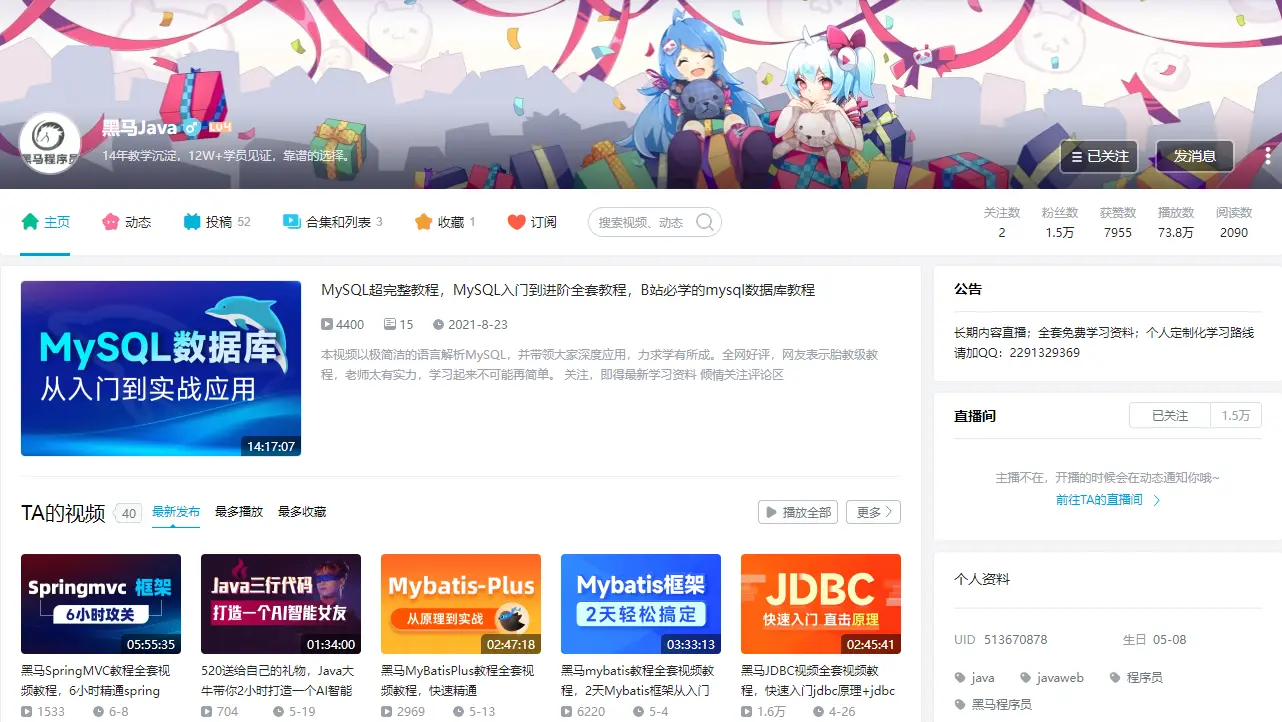 黑马Java LV4
14年教学沉淀，12W+学员见证，靠谱的选择。
黑马程序员
已关注
发消息
主页
动态
投稿 52
合集和列表 3
收藏 1
订阅
搜索视频、动态
关注数 粉丝数 获赞数 播放数 阅读数
2 1.5万 7955 73.8万 2090
MySQL数据库
从入门到实战应用
14:17:07
MySQL超完整教程，MySQL入门到进阶全套教程，B站必学的mysql数据库教程
4400 15 2021-8-23
本视频以极简洁的语言解析MySQL，并带领大家深度应用，力求学有所成。全网好评，网友表示胎教级教
程，老师太有实力，学习起来不可能再简单。 关注，即得最新学习资料 倾情关注评论区
公告
长期内容直播；全套免费学习资料；个人定制化学习路线
请加QQ：2291329369
直播间
已关注 1.5万
主播不在，开播的时候会在动态通知你哦~
前往TA的直播间
TA的视频 40 最新发布 最多播放 最多收藏
播放全部 更多
Springmvc 框架
6小时攻关
05:55:35
黑马SpringMVC教程全套视
频教程，6小时精通spring
1533 6-8
Java三行代码
打造一个AI智能女友
01:34:00
520送给自己的礼物，Java大
牛带你2小时打造一个AI智能
704 5-19
Mybatis-Plus
从原理到实战
02:47:18
黑马MyBatisPlus教程全套视
频教程，快速精通
2969 5-13
Mybatis框架
2天轻松搞定
03:33:13
黑马mybatis教程全套视频教
程，2天Mybatis框架从入门
6220 5-4
JDBC
快速入门 直击原理
02:45:41
黑马JDBC视频全套视频教
程，快速入门jdbc原理+jdbc
1.6万 4-26
个人资料
UID 513670878 生日 05-08
java javaweb 程序员
黑马程序员